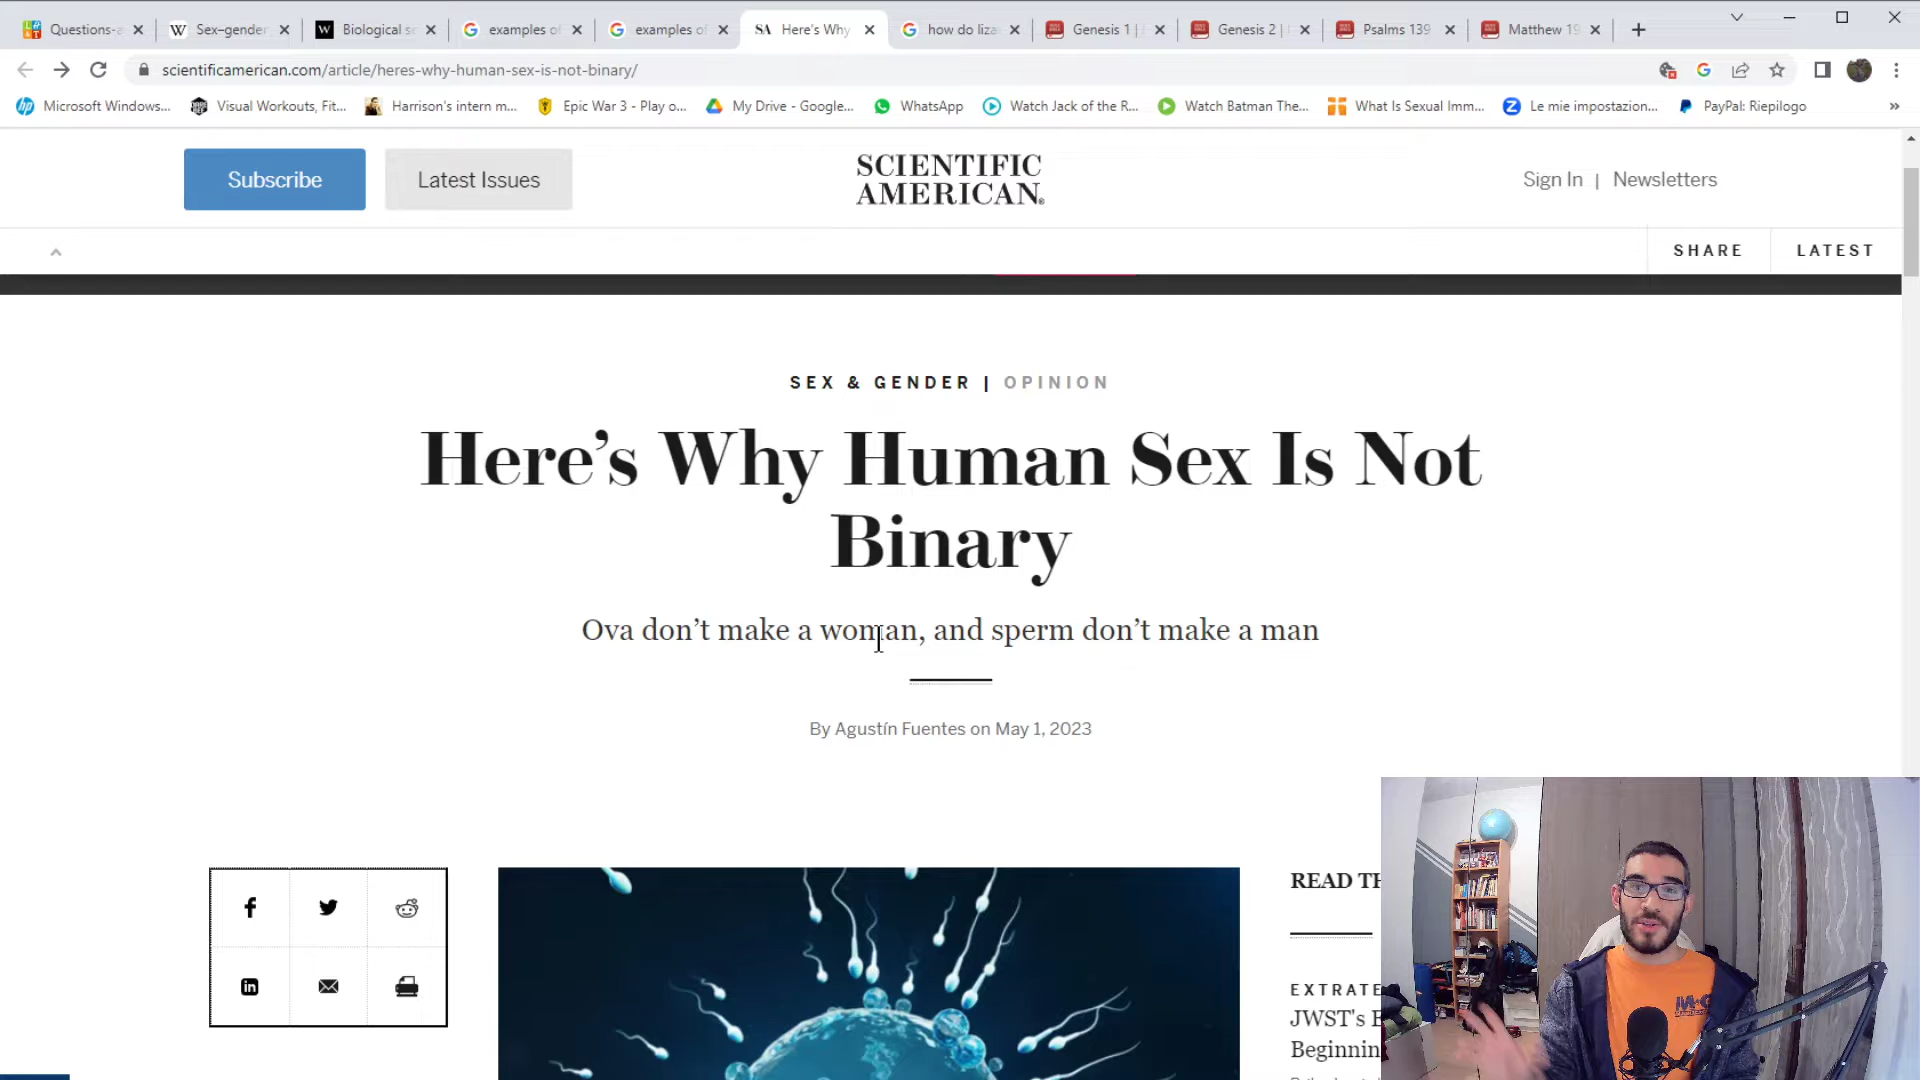 Questions-a
Sex–gender
Biological se
examples of
examples of
Here's Why
how do liza
Genesis 1 |
Genesis 2 |
Psalms 139
Matthew 19
scientificamerican.com/article/heres-why-human-sex-is-not-binary/
Microsoft Windows...
Visual Workouts, Fit...
Harrison's intern m...
Epic War 3 - Play o...
My Drive - Google...
WhatsApp
Watch Jack of the R...
Watch Batman The...
What Is Sexual Imm...
Le mie impostazion...
PayPal: Riepilogo
Subscribe
Latest Issues
SCIENTIFIC
AMERICAN®
Sign In | Newsletters
SHARE
LATEST
SEX & GENDER | OPINION
Here's Why Human Sex Is Not
Binary
Ova don't make a woman, and sperm don't make a man
By Agustín Fuentes on May 1, 2023
READ TH
EXTRATE
JWST's E
Beginnin